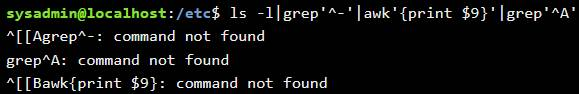 sysadmin@localhost:/etc$ ls -l|grep'^-'|awk'{print $9}'|grep'^A'
^[[Agrep^-: command not found
grep^A: command not found
^[[Bawk{print $9}: command not found